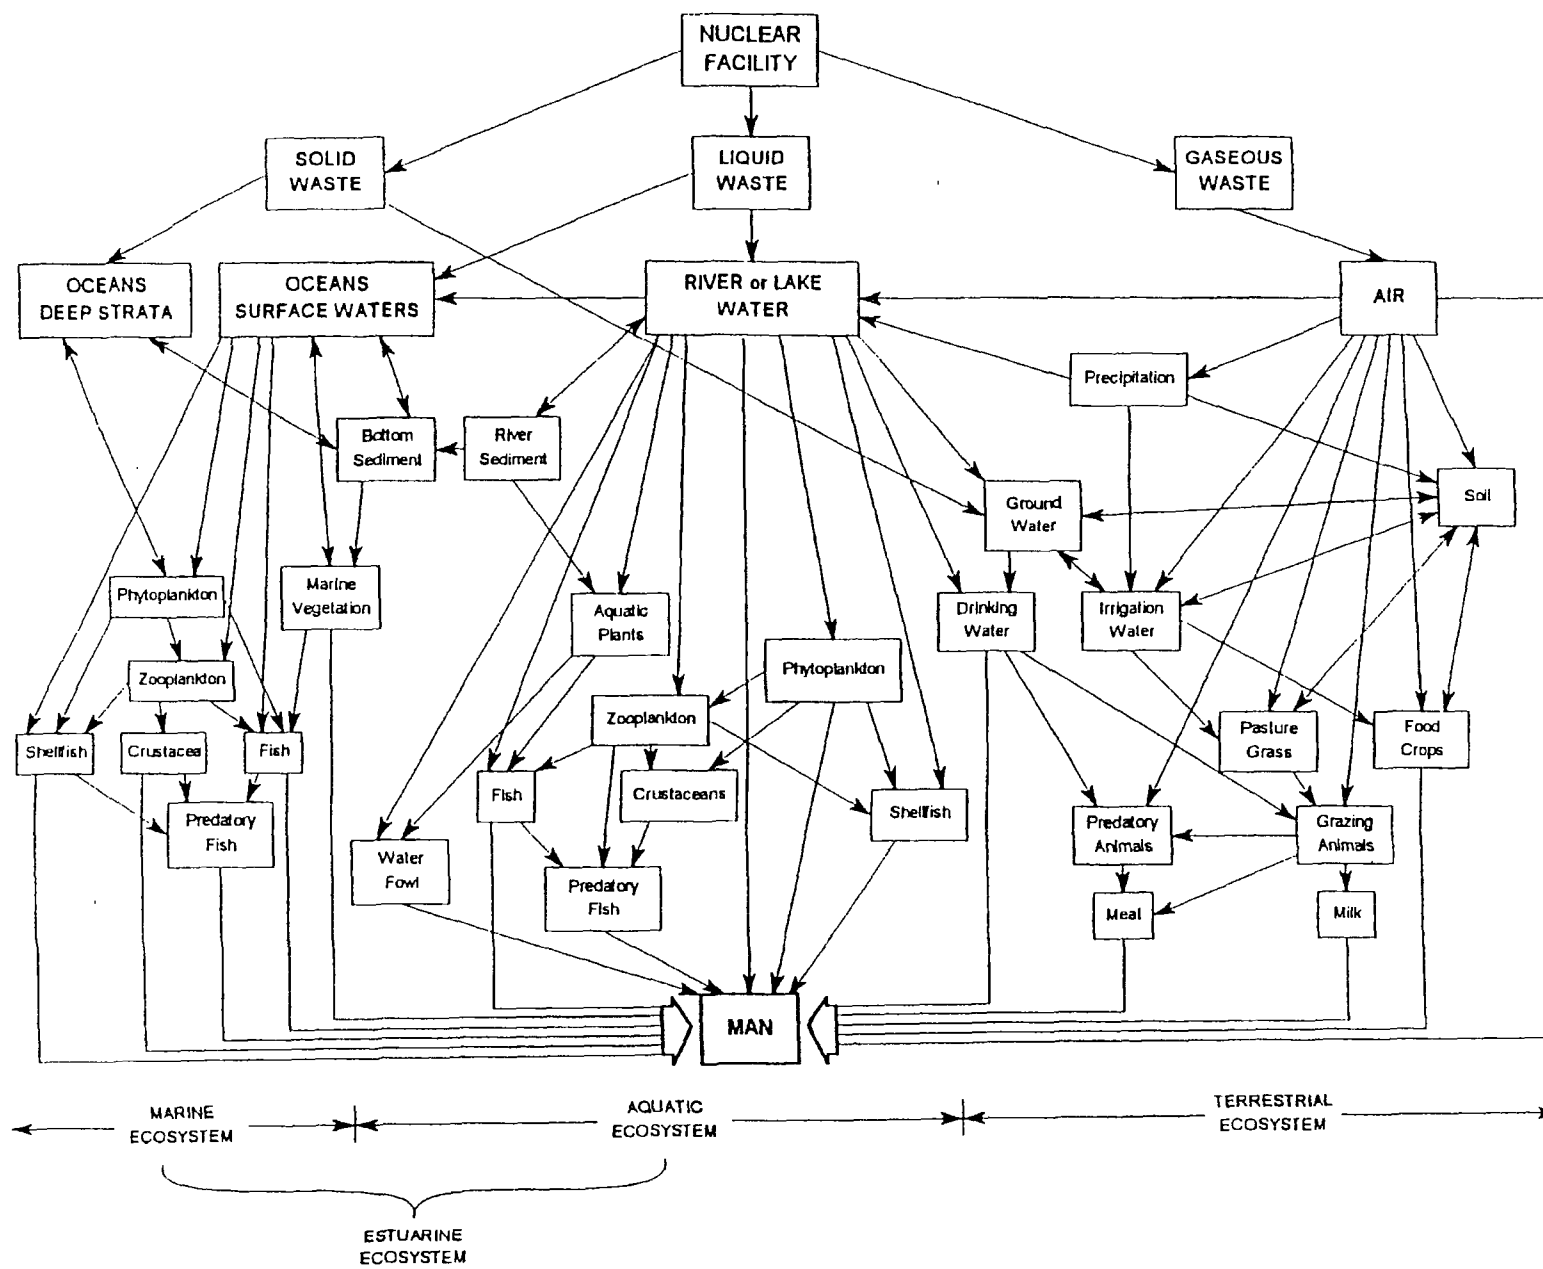 NUCLEAR
FACILITY
SOLID
WASTE
LIQUID
WASTE
GASEOUS
WASTE
OCEANS
DEEP STRATA
OCEANS
SURFACE WATERS
RIVER or LAKE
WATER
AIR
Precipitation
Bottom
Sediment
River
Sediment
Ground
Water
Soil
Phytoplankton
Marine
Vegetation
Aquatic
Plants
Drinking
Water
Irrigation
Water
Zooplankton
Phytoplankton
Zooplankton
Pasture
Grass
Food
Crops
Shellfish
Crustacea
Fish
Fish
Crustaceans
Shellfish
Predatory
Fish
Predatory
Animals
Grazing
Animals
Water
Fowl
Predatory
Fish
Meal
Milk
MAN
MARINE
ECOSYSTEM
AQUATIC
ECOSYSTEM
TERRESTRIAL
ECOSYSTEM
ESTUARINE
ECOSYSTEM